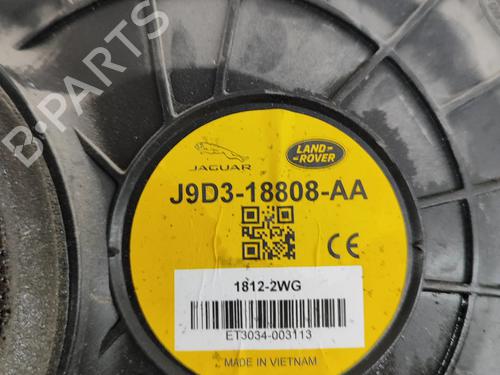 B-PARTS
JAGUAR
LAND ROVER
J9D3-18808-AA
CE
1812-2WG
ET3034-003113
MADE IN VIETNAM